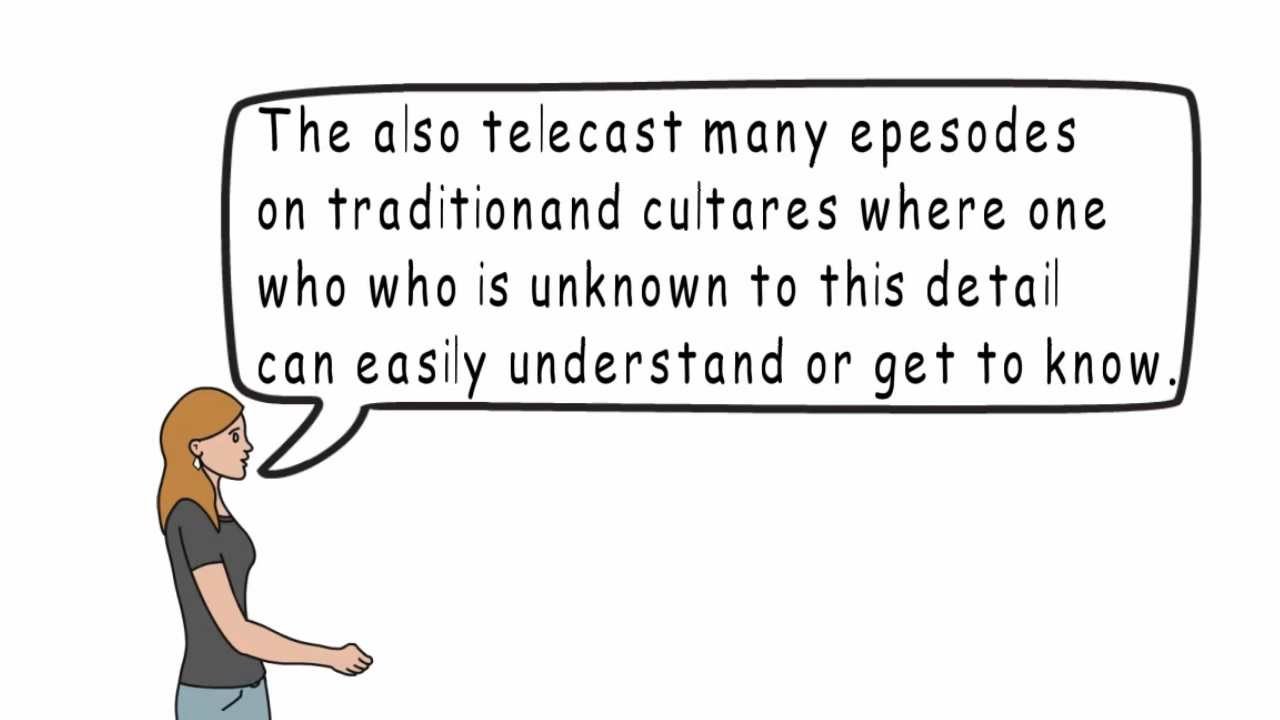 The also telecast many epesodes
on traditionand cultares where one
who who is unknown to this detail
can easily understand or get to know.